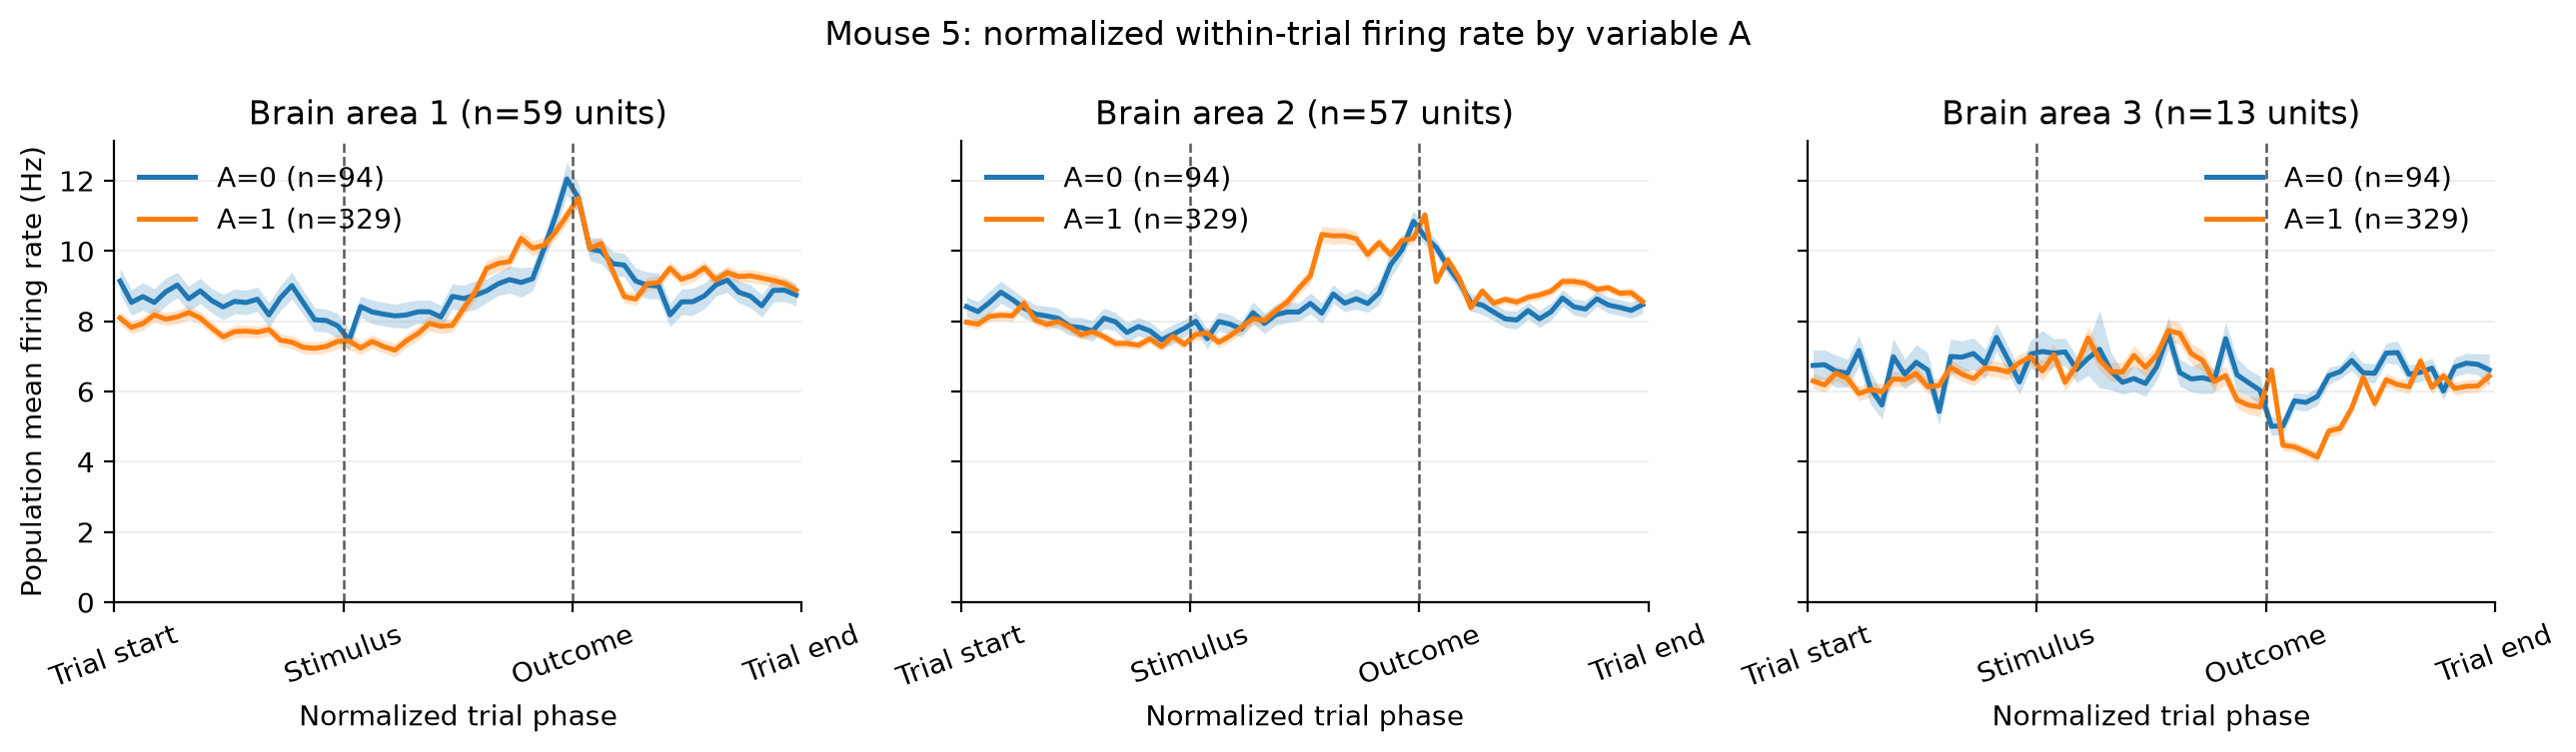 Mouse 5: normalized within-trial firing rate by variable A
Brain area 1 (n=59 units)
Brain area 2 (n=57 units)
Brain area 3 (n=13 units)
Population mean firing rate (Hz)
12
10
8
6
4
2
0
A=0 (n=94)
A=1 (n=329)
A=0 (n=94)
A=1 (n=329)
A=0 (n=94)
A=1 (n=329)
Trial start
Stimulus
Outcome
Trial end
Trial start
Stimulus
Outcome
Trial end
Trial start
Stimulus
Outcome
Trial end
Normalized trial phase
Normalized trial phase
Normalized trial phase